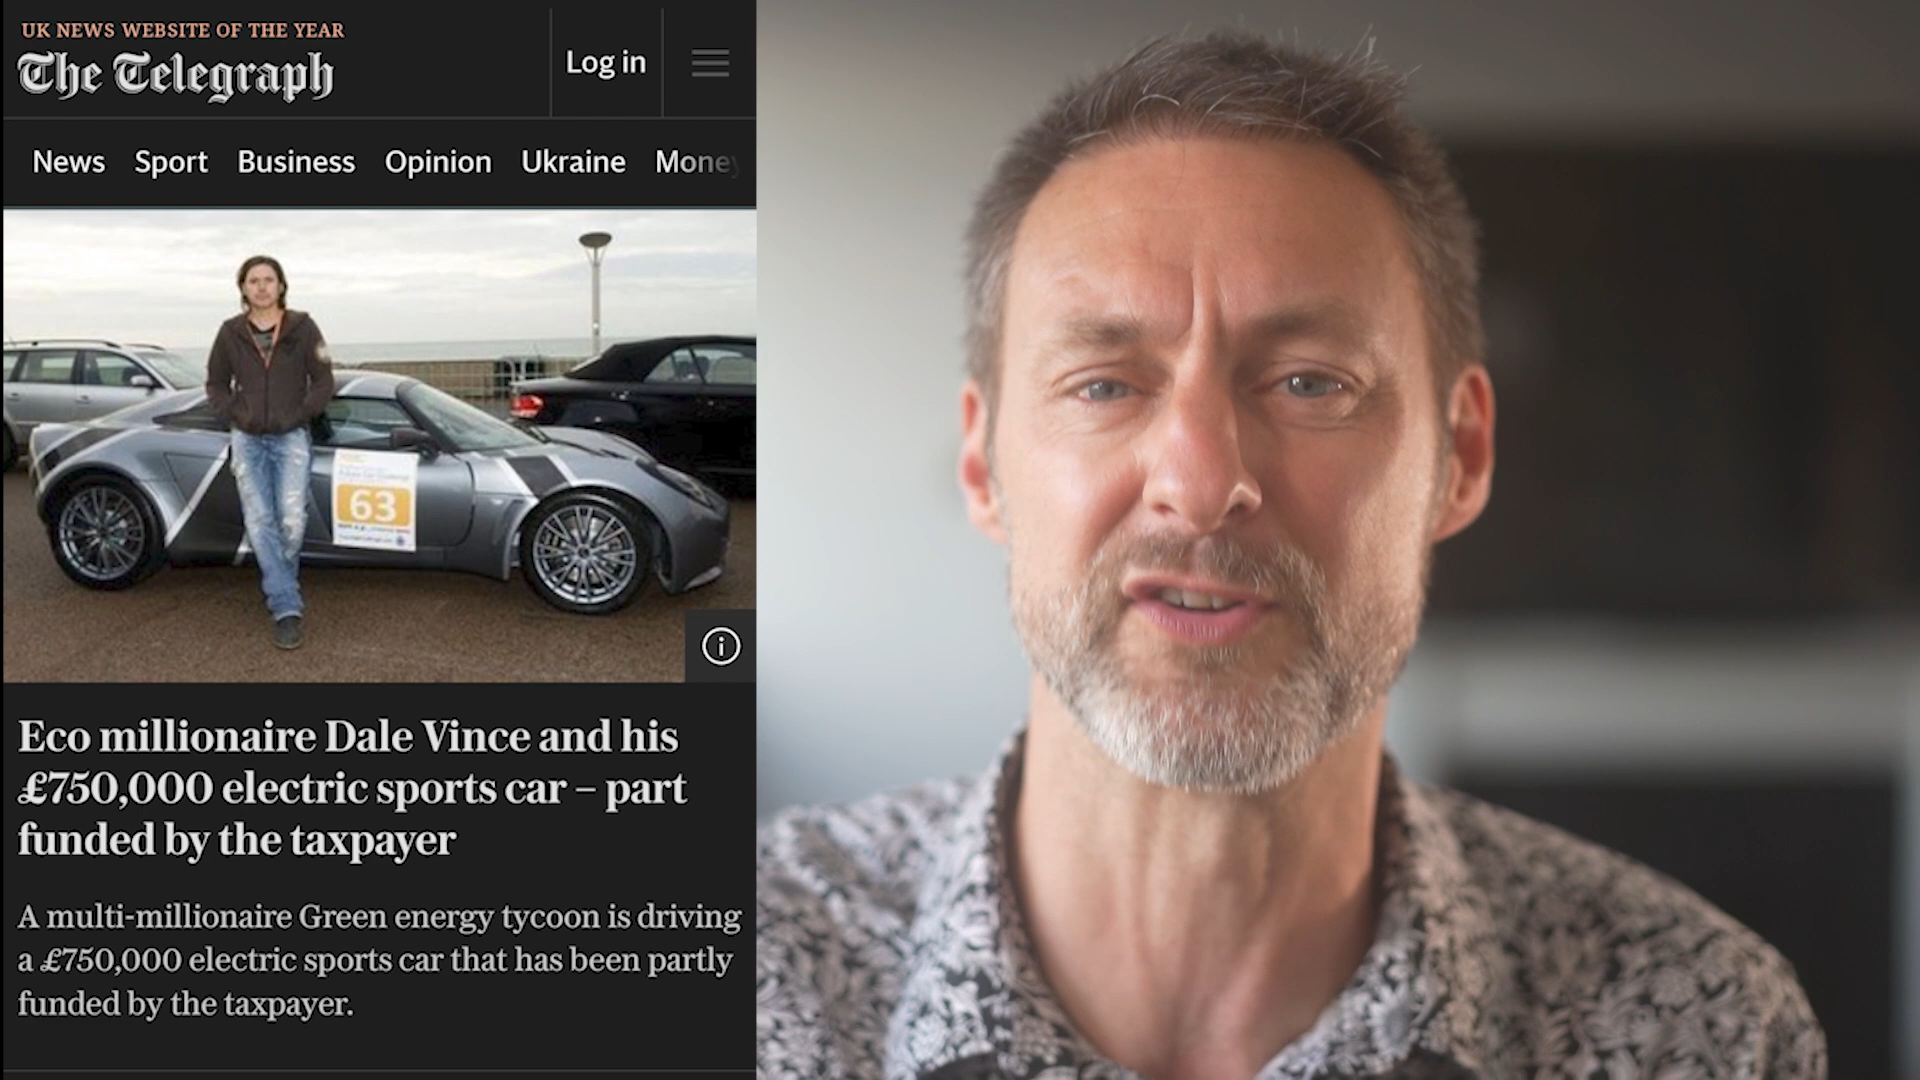 UK NEWS WEBSITE OF THE YEAR
The Telegraph
Log in
News Sport Business Opinion Ukraine Money
63
Eco millionaire Dale Vince and his
£750,000 electric sports car – part
funded by the taxpayer
A multi-millionaire Green energy tycoon is driving
a £750,000 electric sports car that has been partly
funded by the taxpayer.